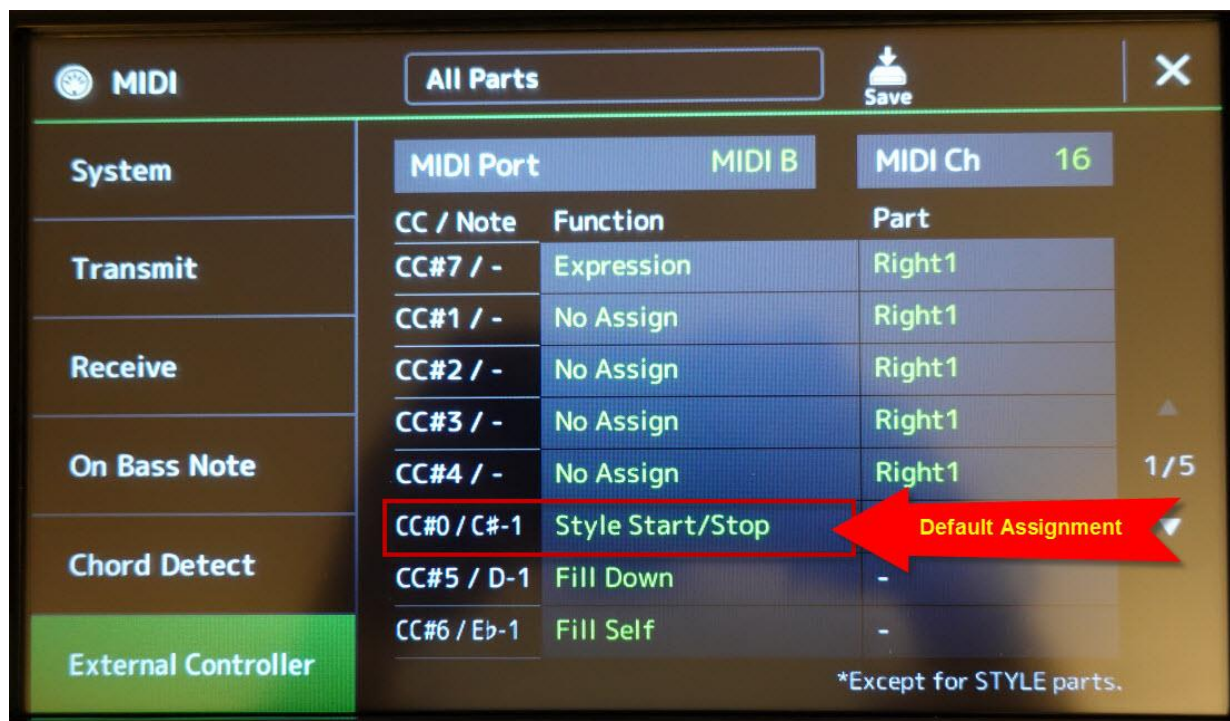 MIDI All Parts Save
System
Transmit
Receive
On Bass Note
Chord Detect
External Controller
MIDI Port MIDI B MIDI Ch 16
CC / Note Function Part
CC#7 / - Expression Right1
CC#1 / - No Assign Right1
CC#2 / - No Assign Right1
CC#3 / - No Assign Right1
CC#4 / - No Assign Right1
CC#0 / C#-1 Style Start/Stop
Default Assignment
CC#5 / D-1 Fill Down -
CC#6 / E♭-1 Fill Self -
1/5
*Except for STYLE parts.